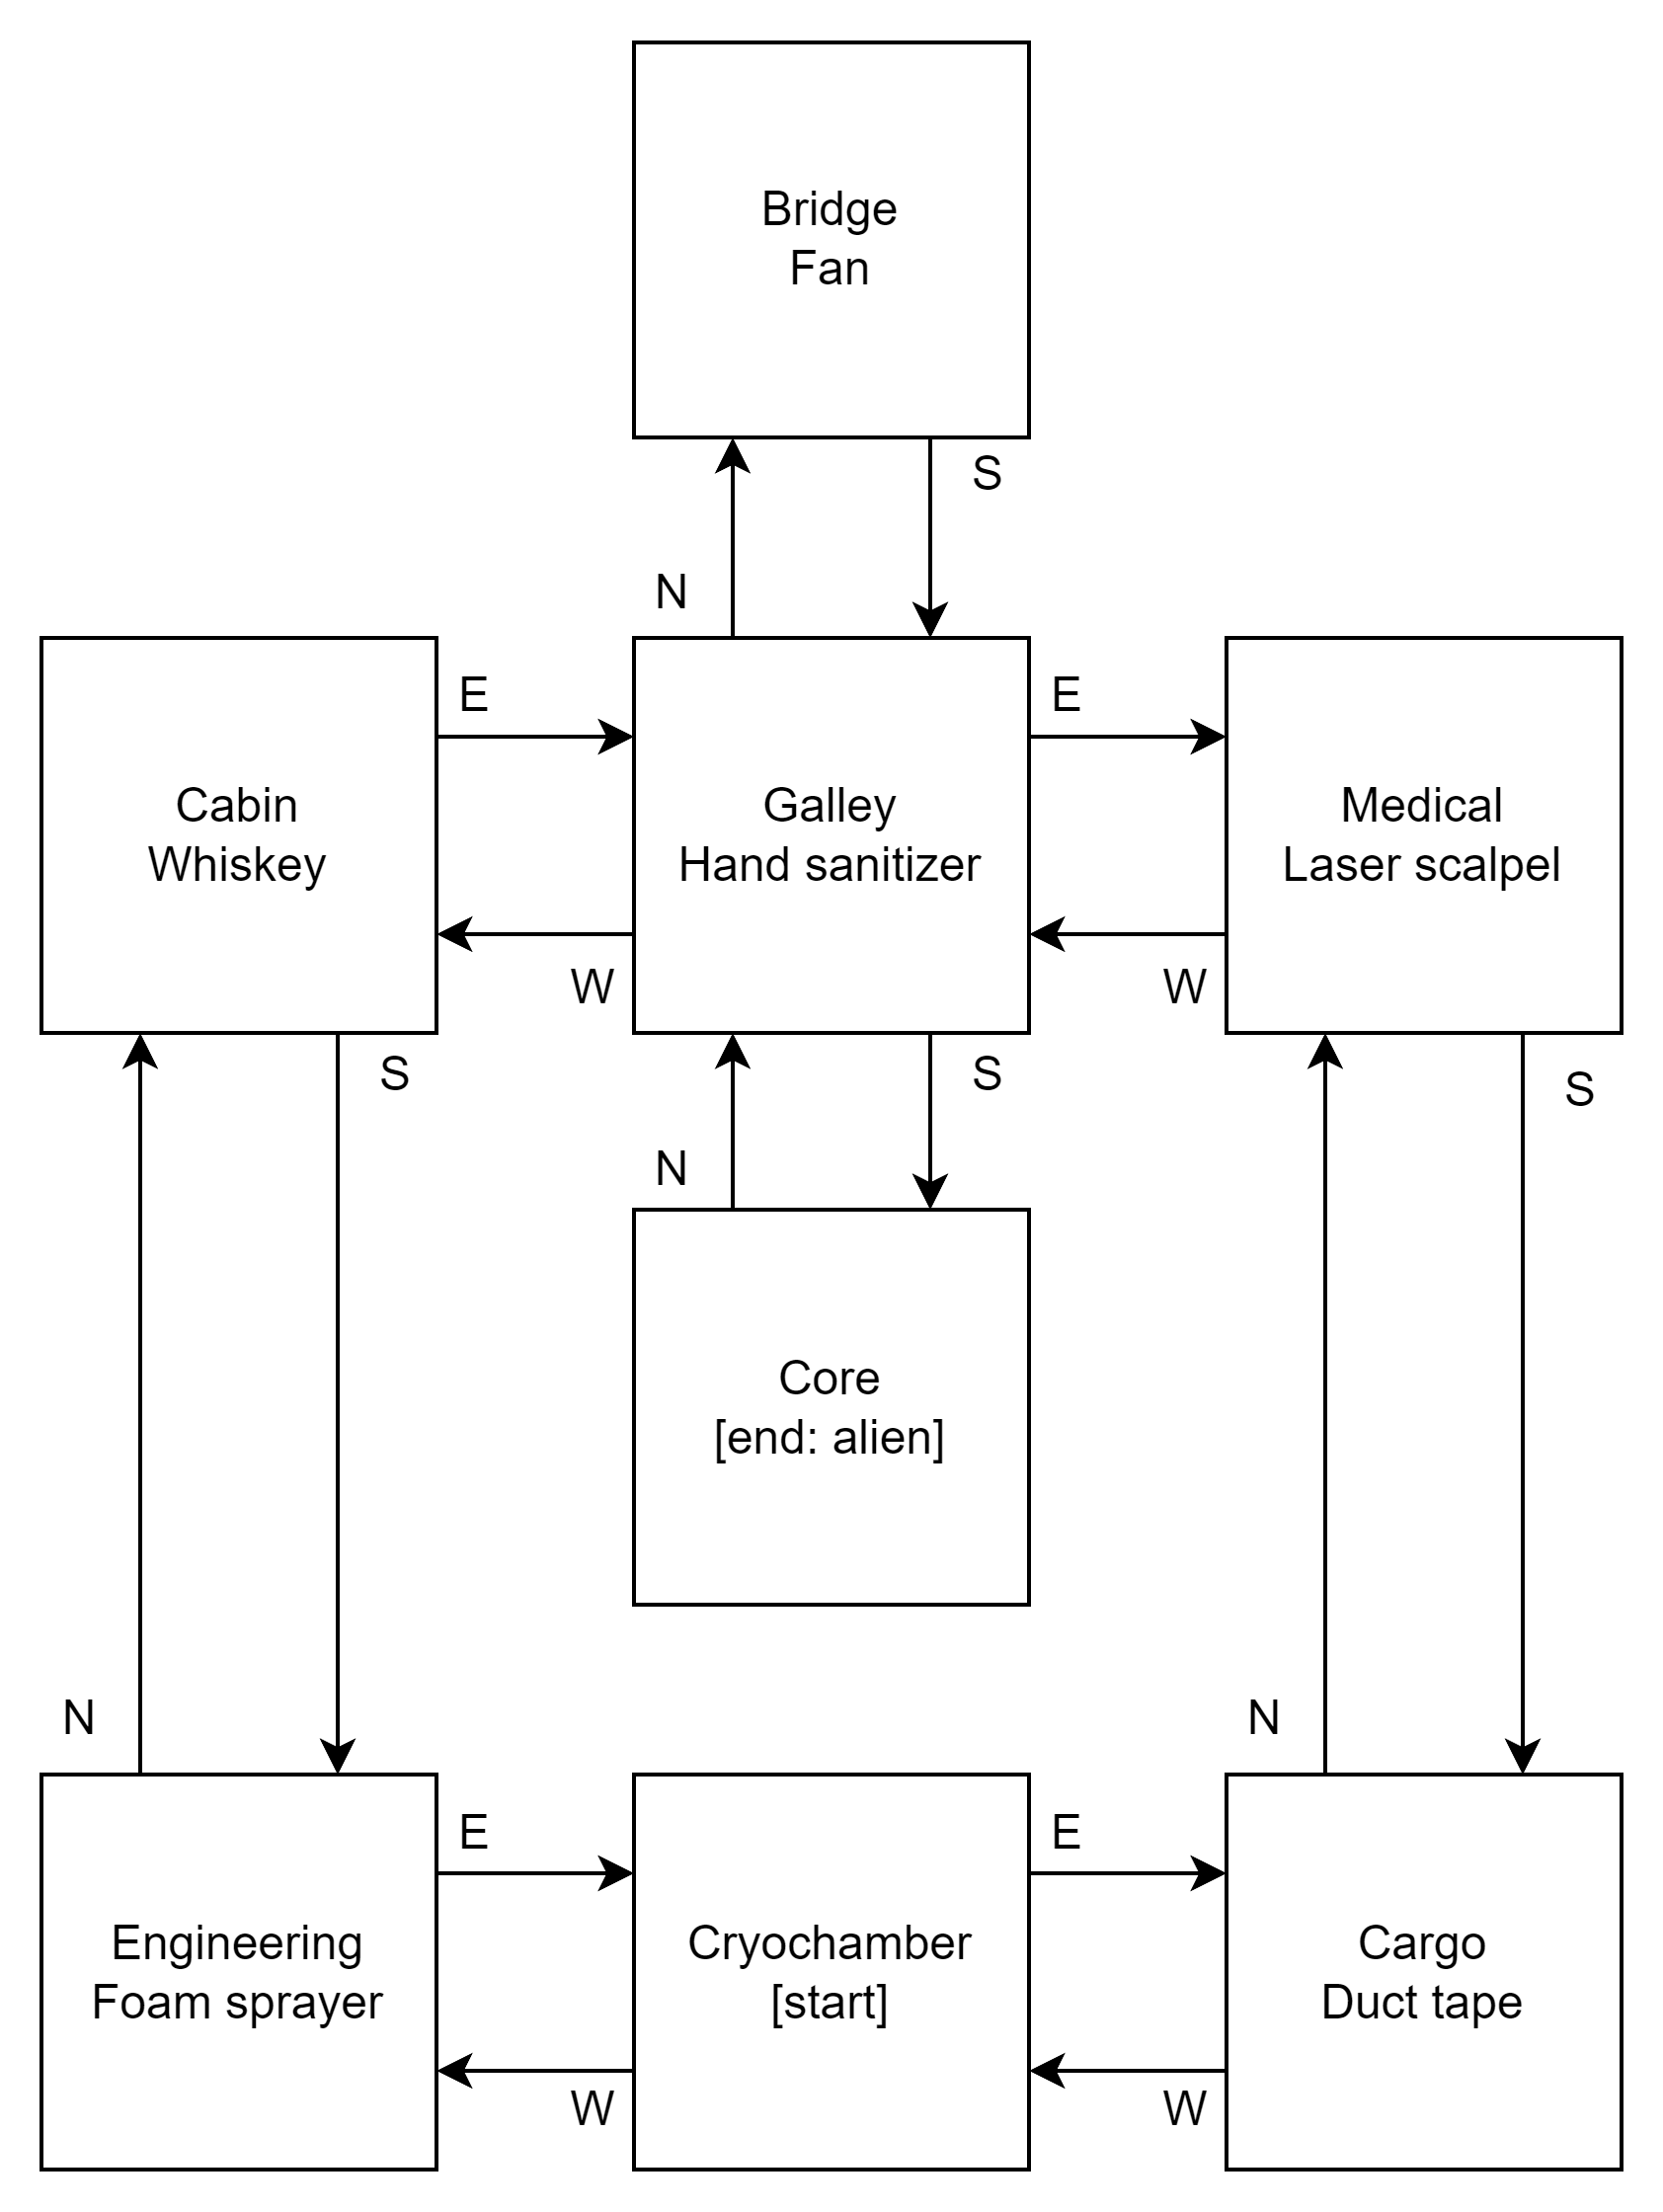 Bridge
Fan
S
N
E
E
Cabin
Whiskey
Galley
Hand sanitizer
Medical
Laser scalpel
W
W
S
S
S
N
Core
[end: alien]
N
N
E
E
Engineering
Foam sprayer
Cryochamber
[start]
Cargo
Duct tape
W
W